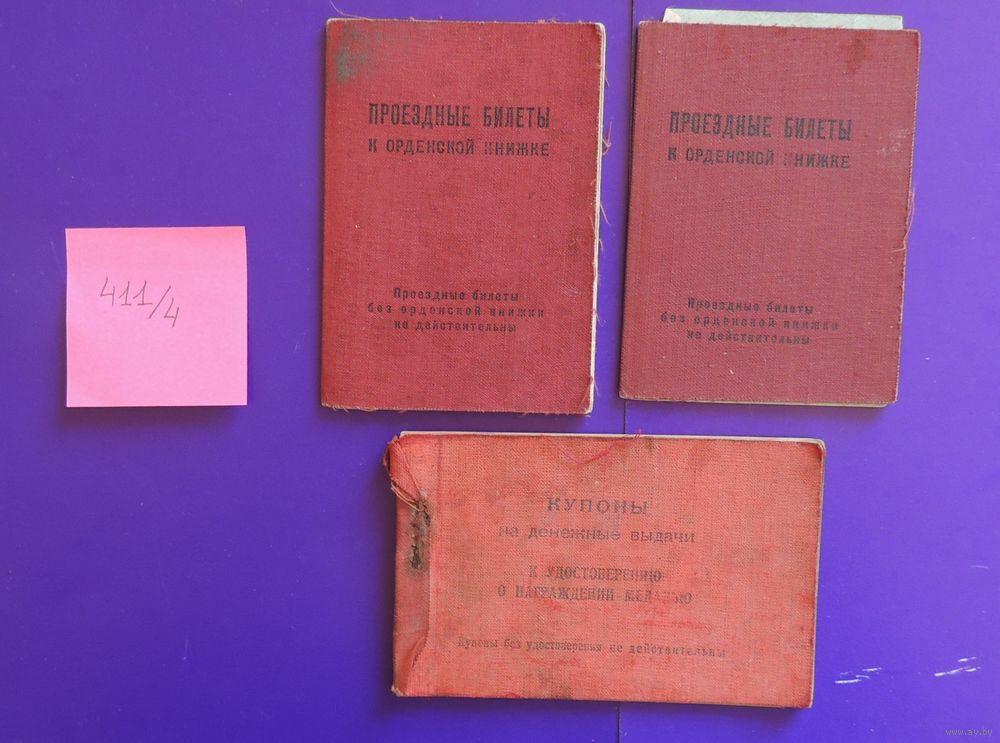 411/4
ПРОЕЗДНЫЕ БИЛЕТЫ
К ОРДЕНСКОЙ КНИЖКЕ
Проездные билеты
без орденской книжки
не действительны
ПРОЕЗДНЫЕ БИЛЕТЫ
К ОРДЕНСКОЙ КНИЖКЕ
Проездные билеты
без орденской книжки
не действительны
КУПОНЫ
на денежные выдачи
К УДОСТОВЕРЕНИЮ
О НАГРАЖДЕНИИ МЕДАЛЬЮ
Купоны без удостоверения не действительны
www.ay.by